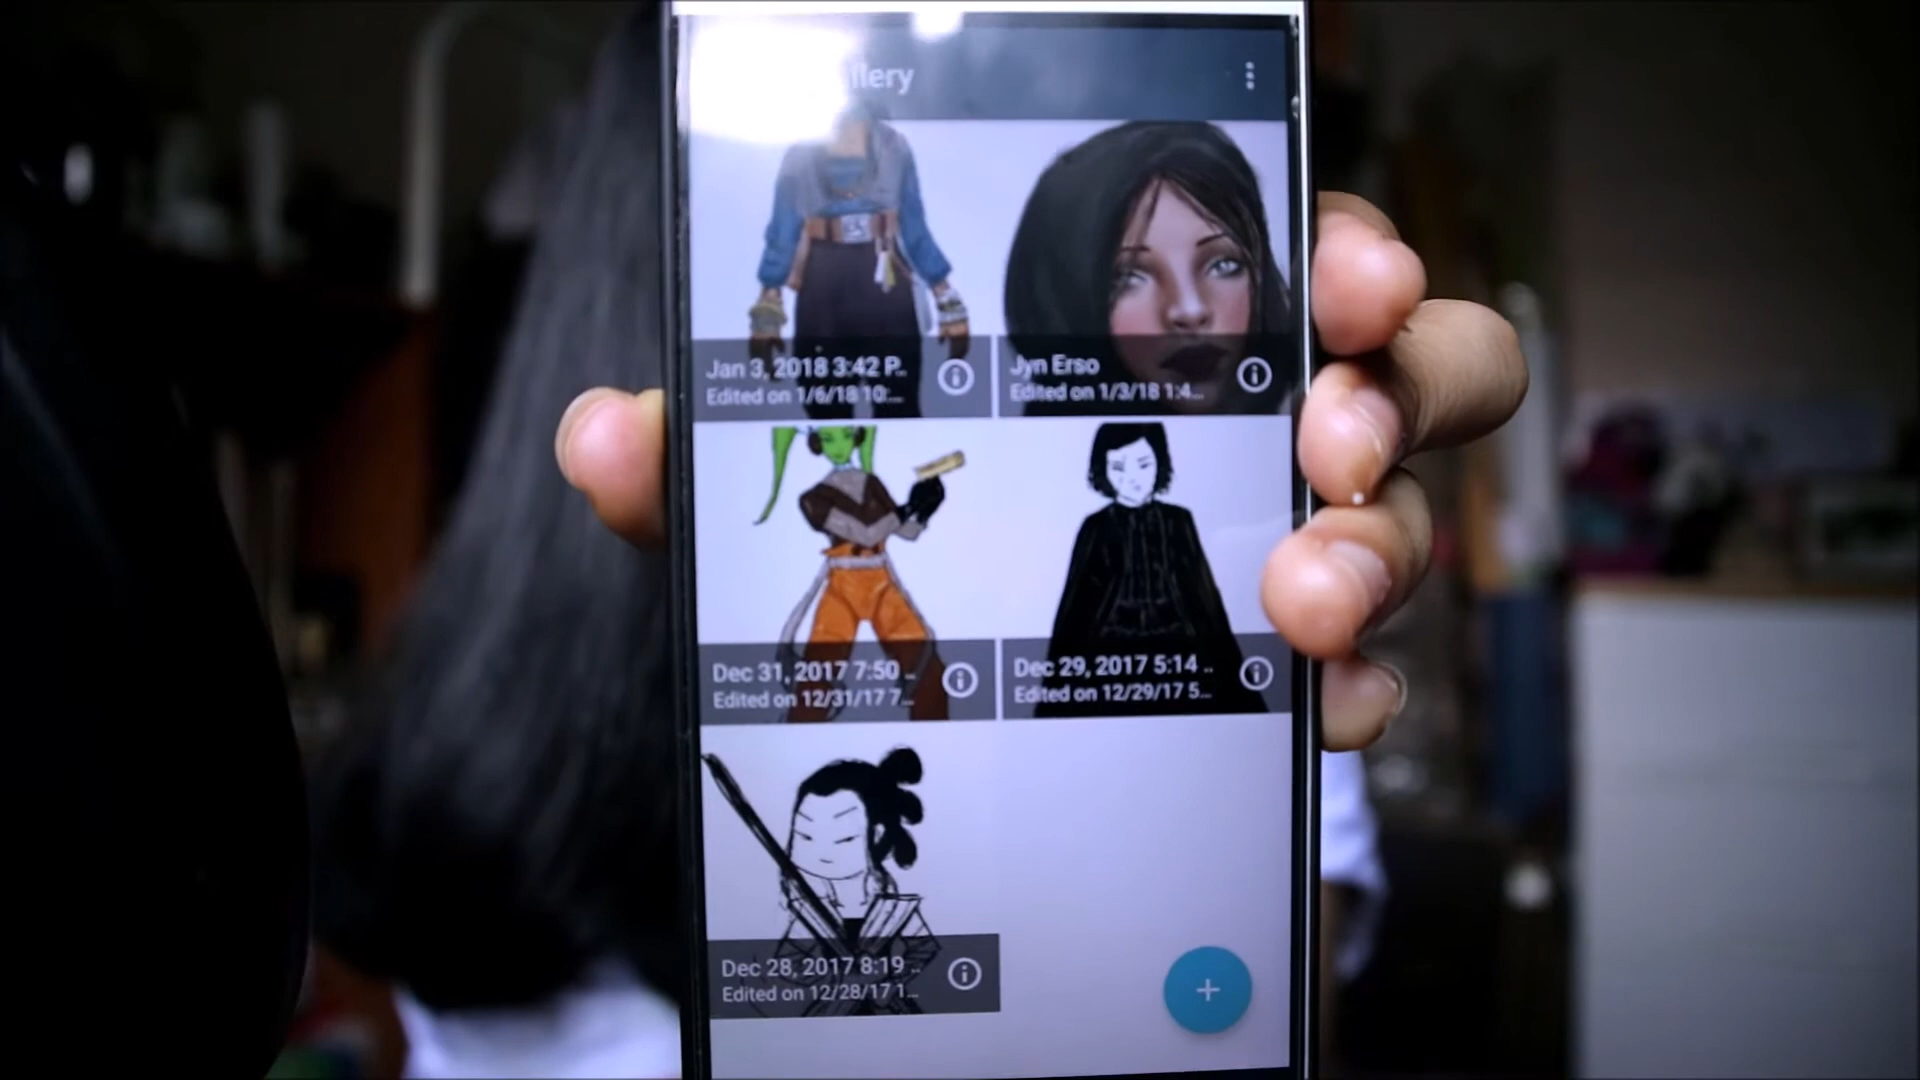 Jan 3, 2018 3:42 P..
Edited on 1/6/18 10:...
Jyn Erso
Edited on 1/3/18 1:4...
Dec 31, 2017 7:50 ..
Edited on 12/31/17 7...
Dec 29, 2017 5:14 ..
Edited on 12/29/17 5...
Dec 28, 2017 8:19 ..
Edited on 12/28/17 1...